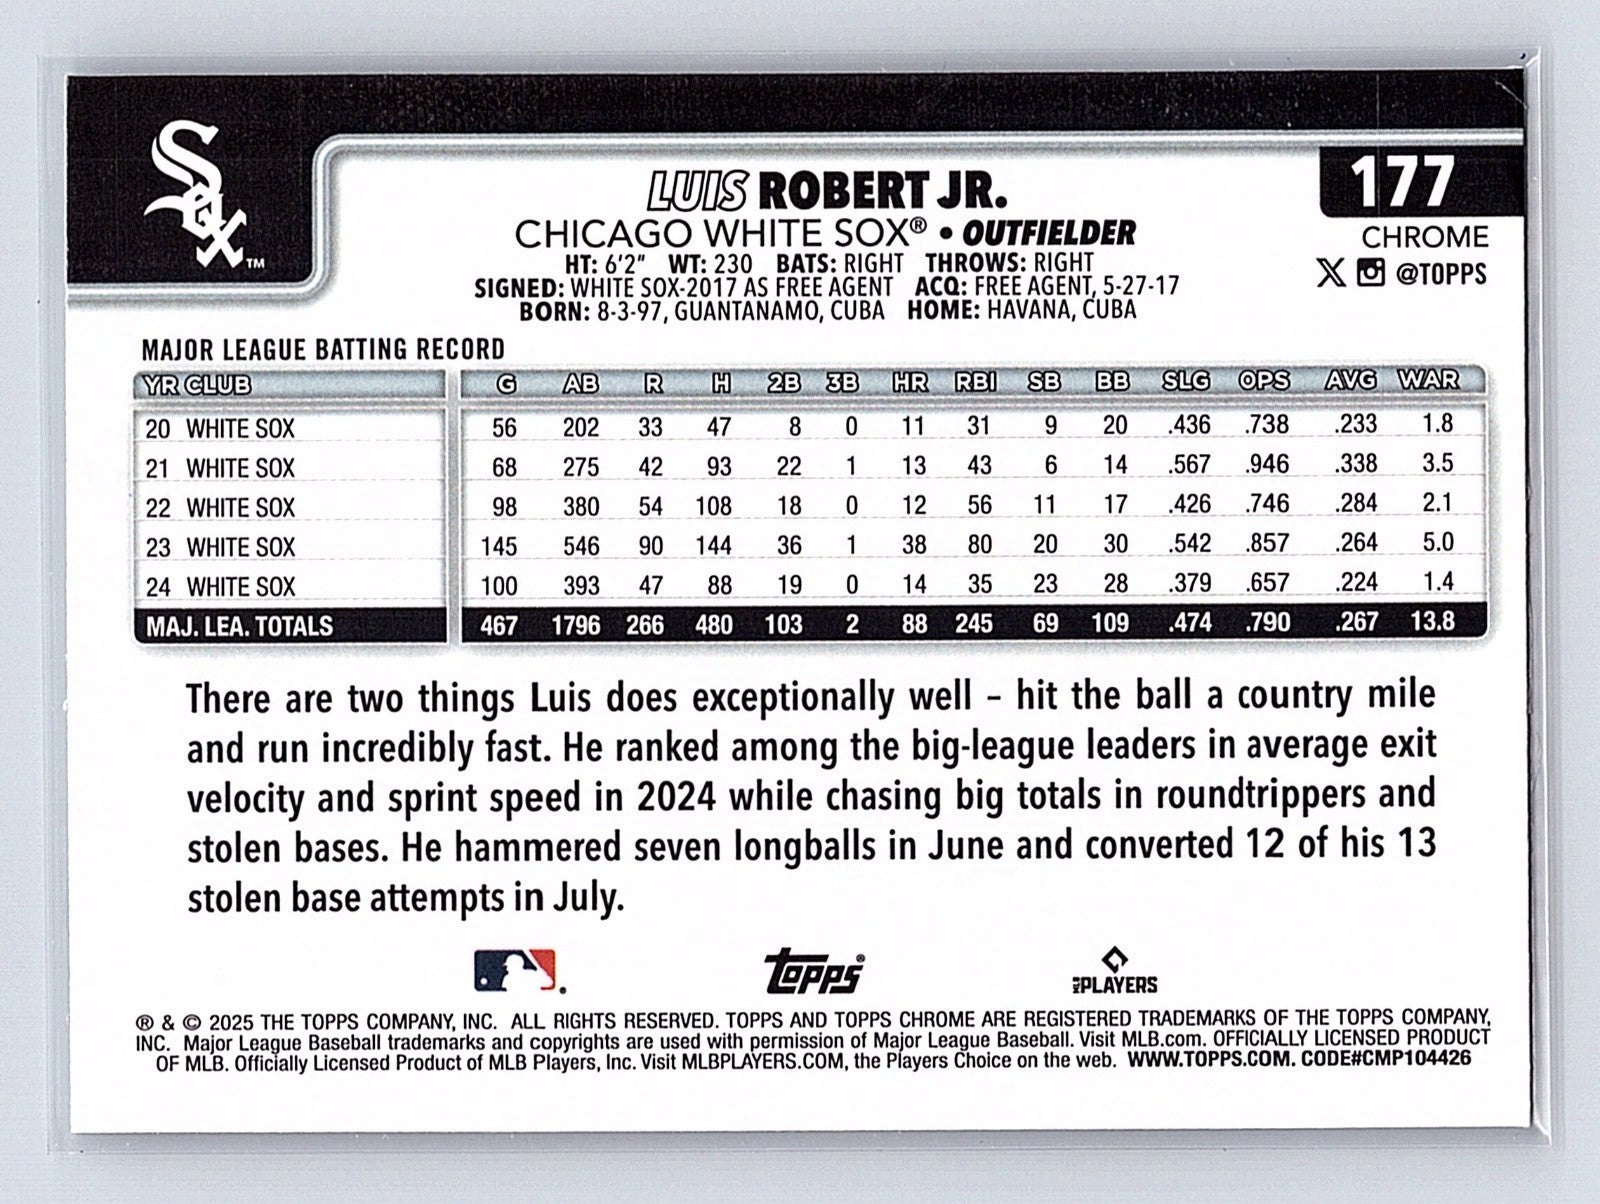 Sox™
177
LUIS ROBERT JR.
CHICAGO WHITE SOX® • OUTFIELDER
CHROME
HT: 6'2" WT: 230 BATS: RIGHT THROWS: RIGHT
X @TOPPS
SIGNED: WHITE SOX-2017 AS FREE AGENT ACQ: FREE AGENT, 5-27-17
BORN: 8-3-97, GUANTANAMO, CUBA HOME: HAVANA, CUBA
MAJOR LEAGUE BATTING RECORD
YR CLUB G AB R H 2B 3B HR RBI SB BB SLG OPS AVG WAR
20 WHITE SOX 56 202 33 47 8 0 11 31 9 20 .436 .738 .233 1.8
21 WHITE SOX 68 275 42 93 22 1 13 43 6 14 .567 .946 .338 3.5
22 WHITE SOX 98 380 54 108 18 0 12 56 11 17 .426 .746 .284 2.1
23 WHITE SOX 145 546 90 144 36 1 38 80 20 30 .542 .857 .264 5.0
24 WHITE SOX 100 393 47 88 19 0 14 35 23 28 .379 .657 .224 1.4
MAJ. LEA. TOTALS 467 1796 266 480 103 2 88 245 69 109 .474 .790 .267 13.8
There are two things Luis does exceptionally well – hit the ball a country mile
and run incredibly fast. He ranked among the big-league leaders in average exit
velocity and sprint speed in 2024 while chasing big totals in roundtrippers and
stolen bases. He hammered seven longballs in June and converted 12 of his 13
stolen base attempts in July.
topps®
MLB PLAYERS
® & © 2025 THE TOPPS COMPANY, INC. ALL RIGHTS RESERVED. TOPPS AND TOPPS CHROME ARE REGISTERED TRADEMARKS OF THE TOPPS COMPANY,
INC. Major League Baseball trademarks and copyrights are used with permission of Major League Baseball. Visit MLB.com. OFFICIALLY LICENSED PRODUCT
OF MLB. Officially Licensed Product of MLB Players, Inc. Visit MLBPLAYERS.COM, the Players Choice on the web. WWW.TOPPS.COM. CODE#CMP104426